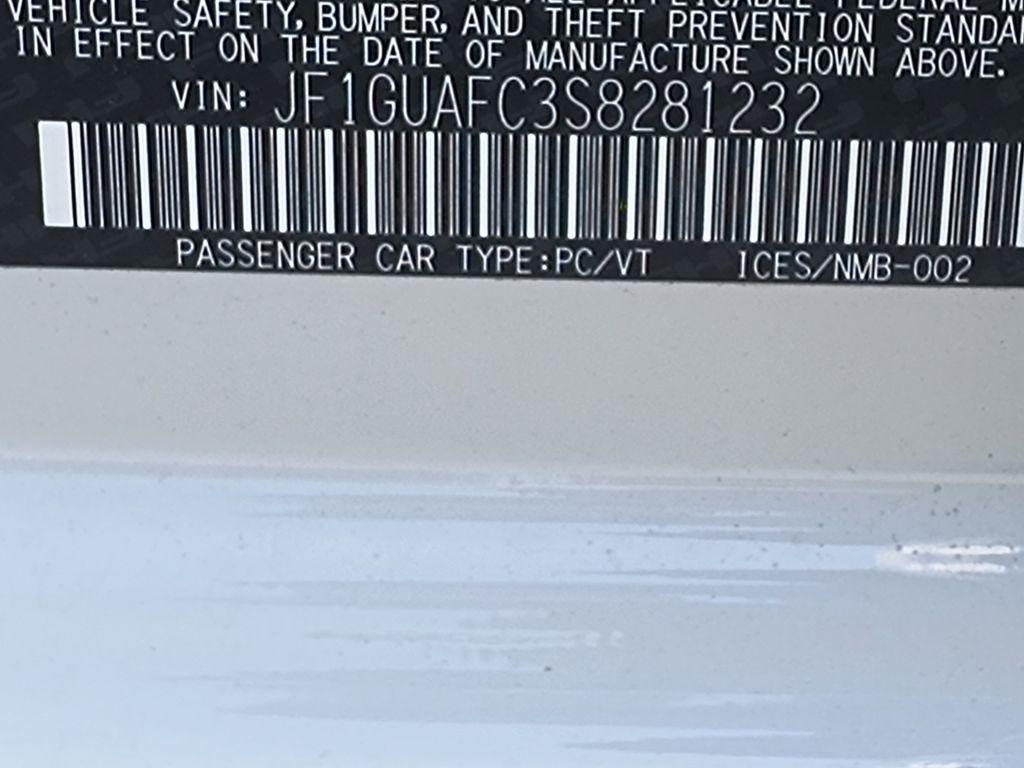 VEHICLE SAFETY, BUMPER, AND THEFT PREVENTION
IN EFFECT ON THE DATE OF MANUFACTURE SHOWN ABOVE.
VIN: JF1GUAFC3S8281232
PASSENGER CAR TYPE:PC/VT ICES/NMB-002